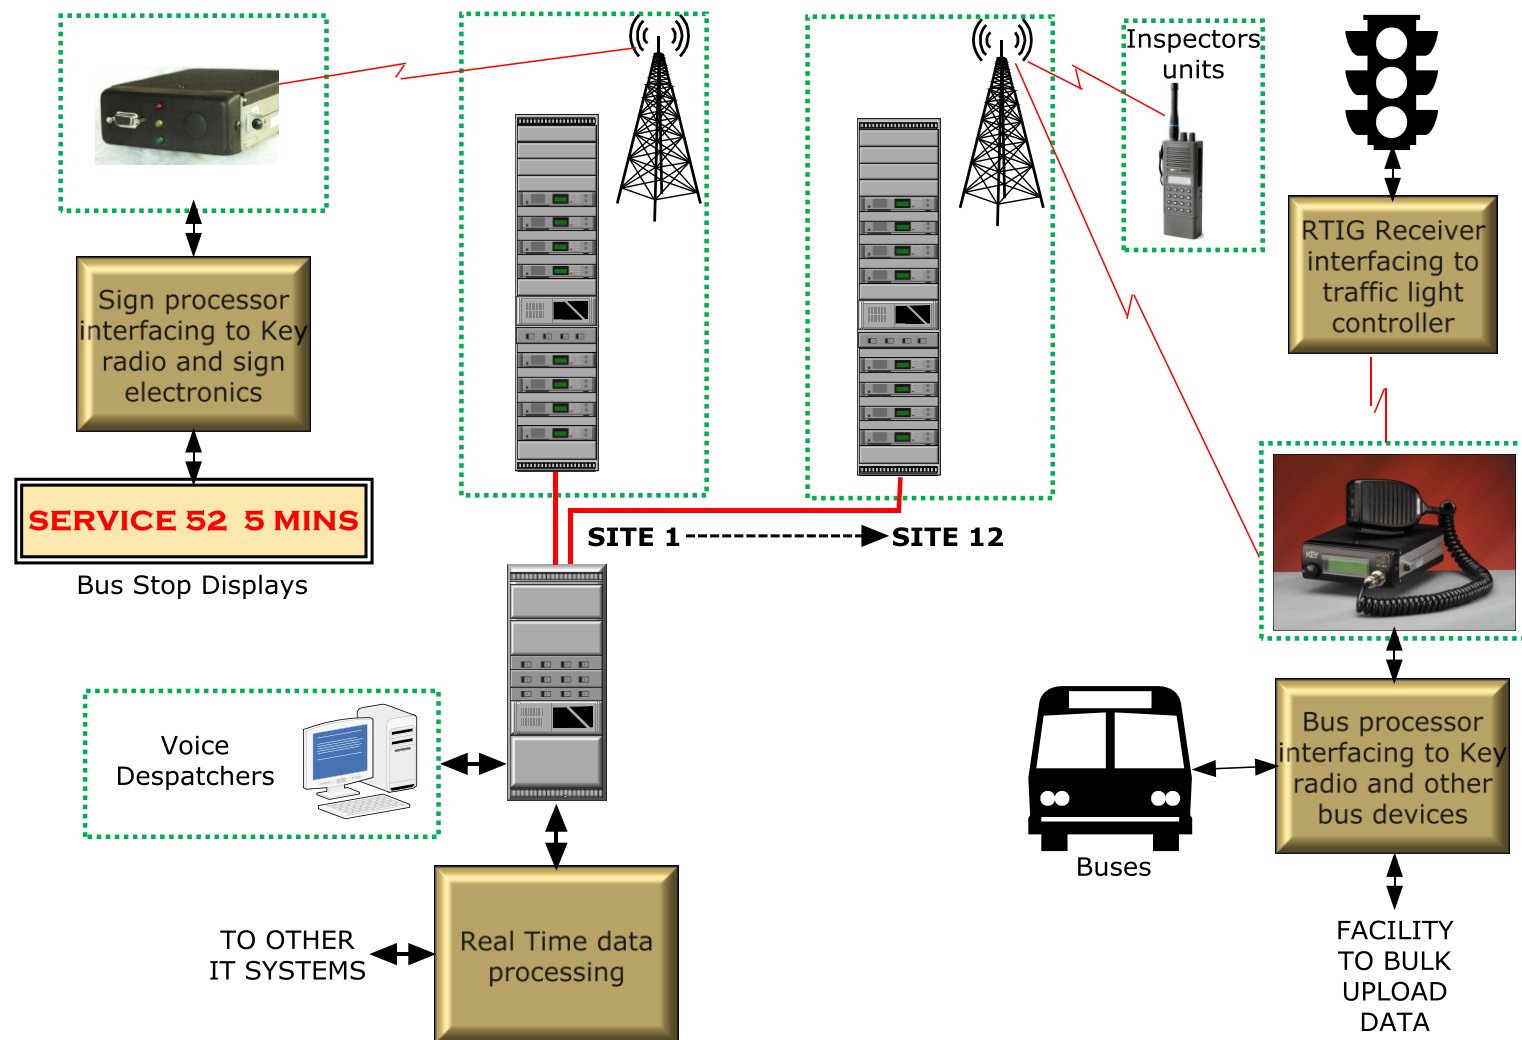 Inspectors
units
RTIG Receiver
interfacing to
traffic light
controller
Sign processor
interfacing to Key
radio and sign
electronics
SERVICE 52 5 MINS
Bus Stop Displays
SITE 1
SITE 12
KEY
Voice
Despatchers
Bus processor
interfacing to Key
radio and other
bus devices
Buses
Real Time data
processing
TO OTHER
IT SYSTEMS
FACILITY
TO BULK
UPLOAD
DATA